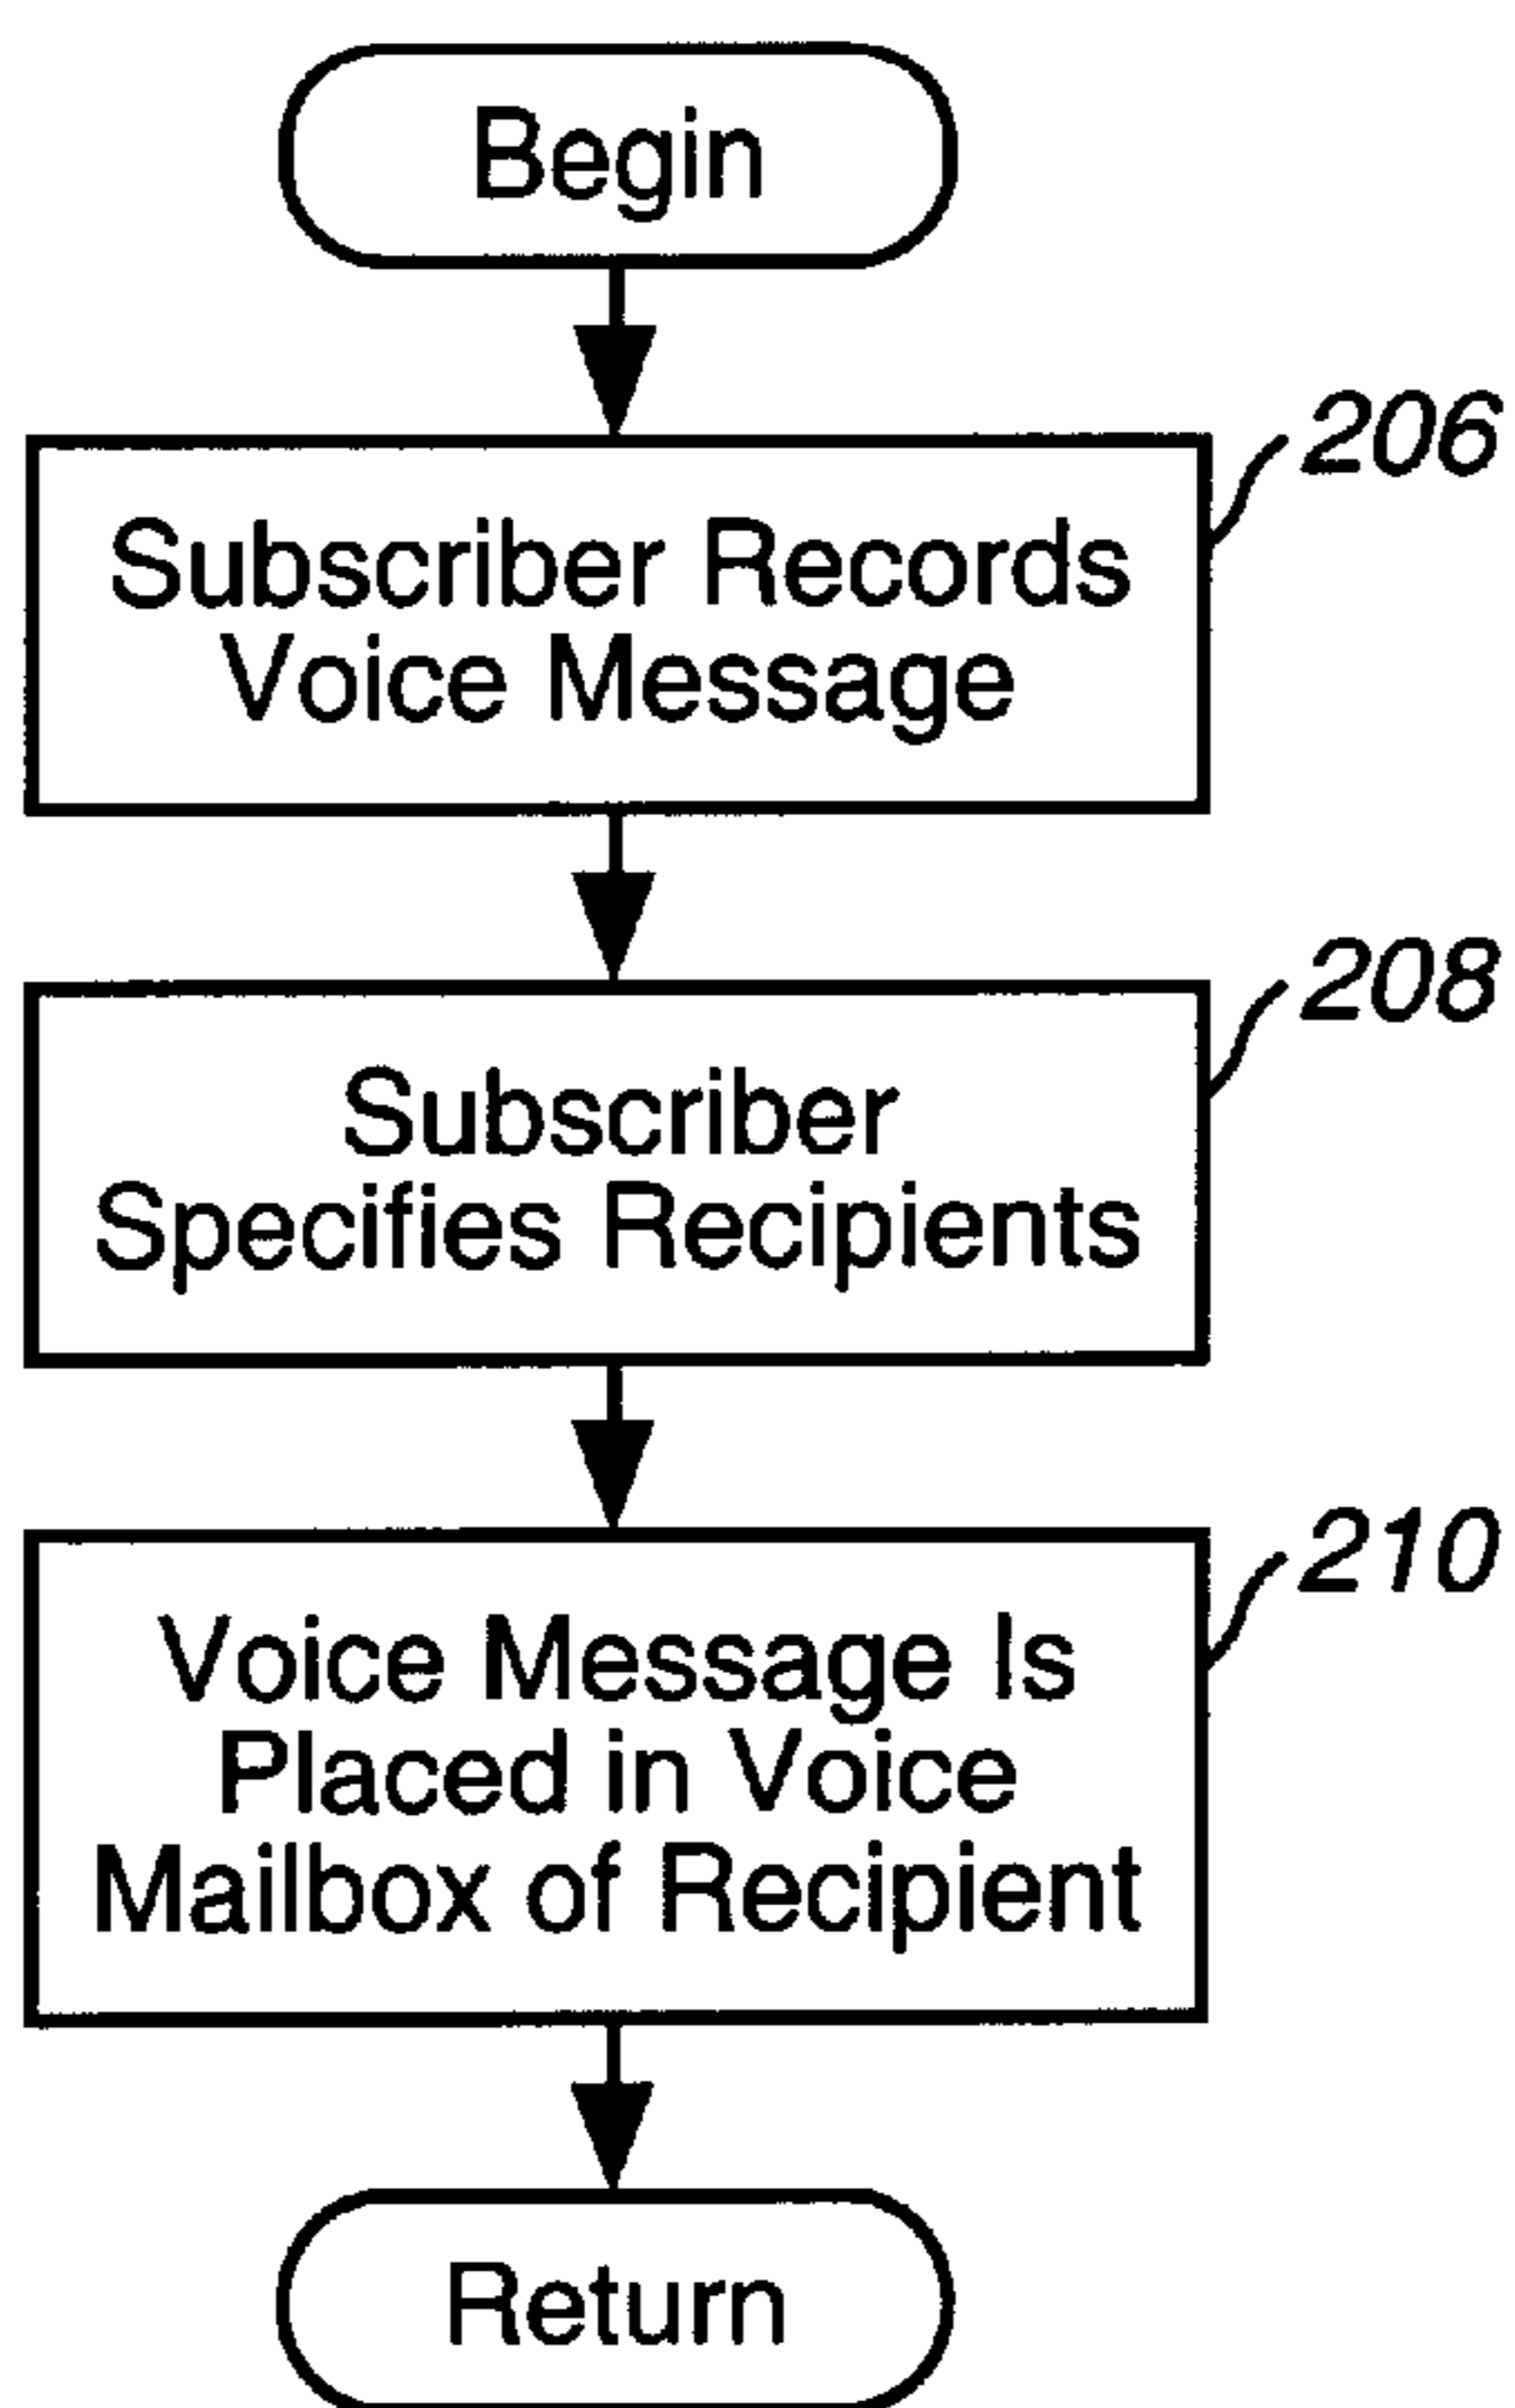 Begin
206
Subscriber Records
Voice Message
208
Subscriber
Specifies Recipients
210
Voice Message Is
Placed in Voice
Mailbox of Recipient
Return